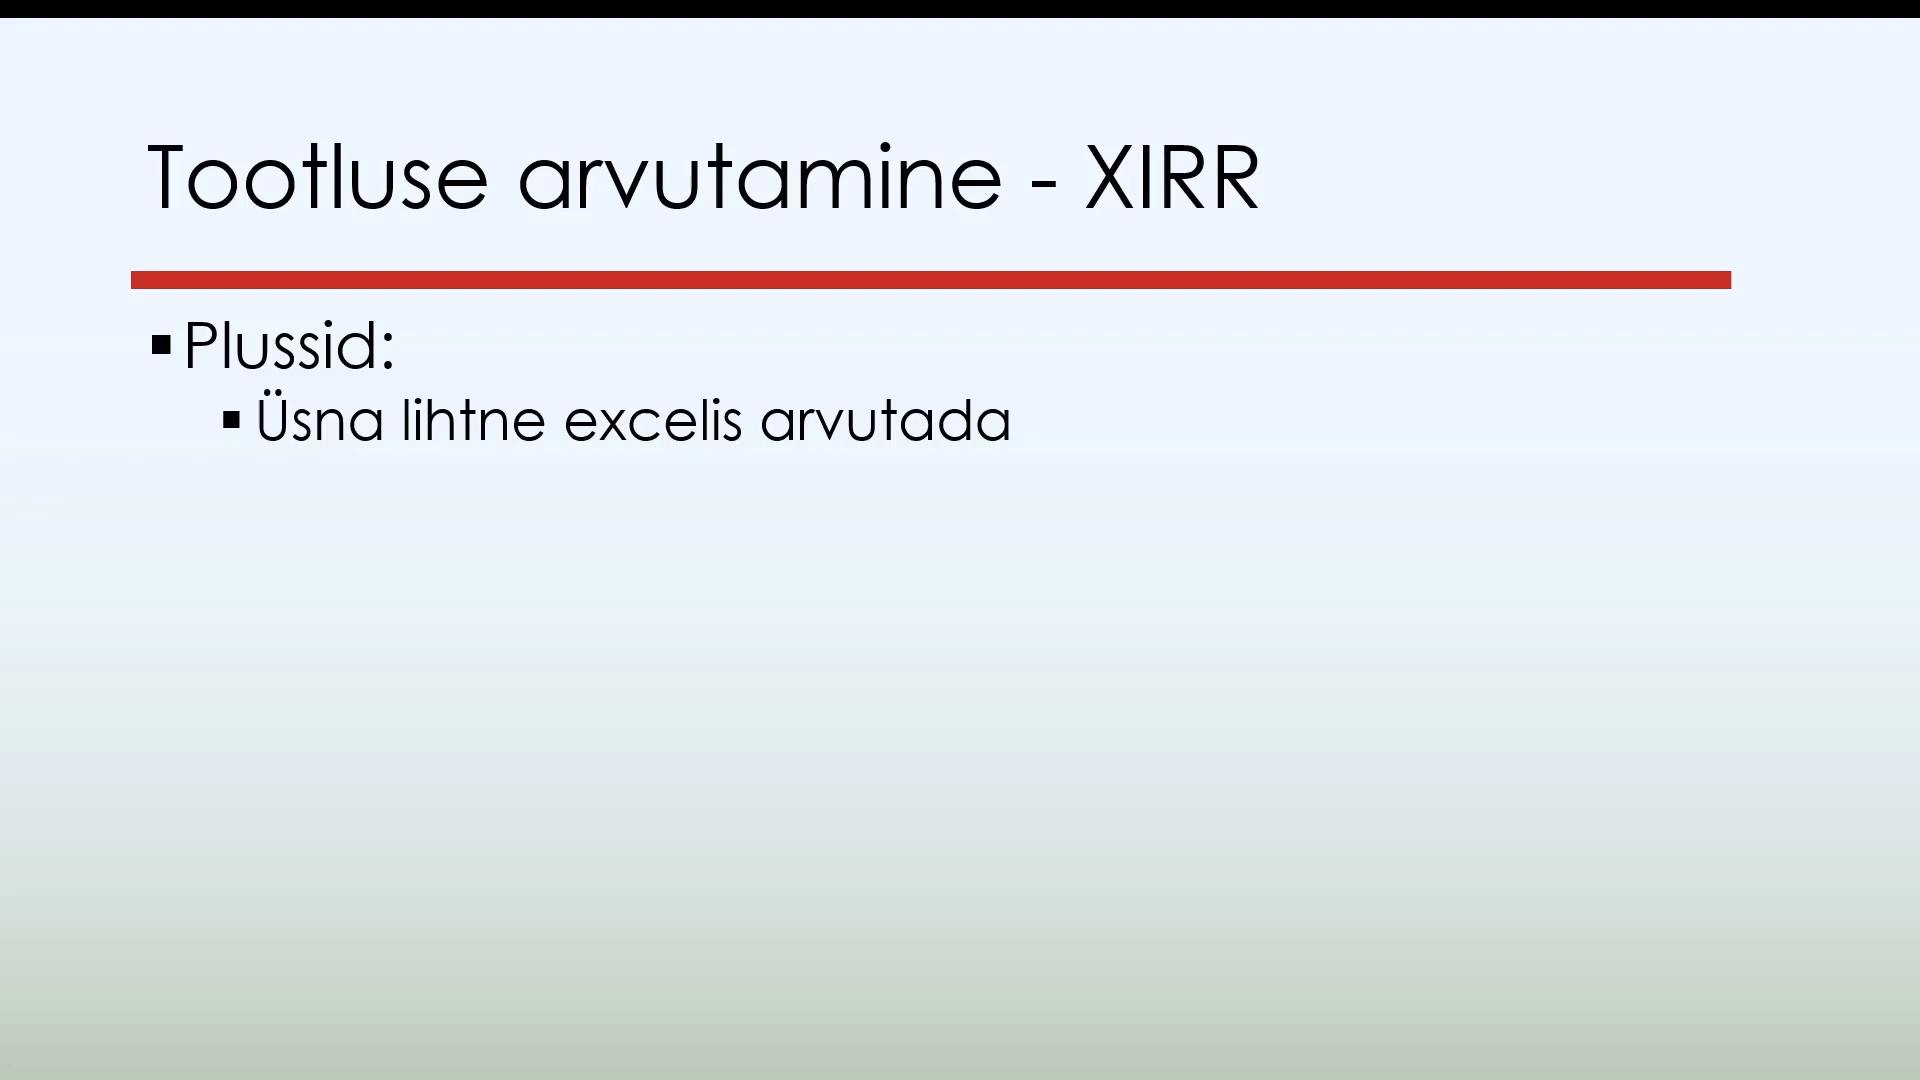 Tootluse arvutamine - XIRR
▪ Plussid:
▪ Üsna lihtne excelis arvutada